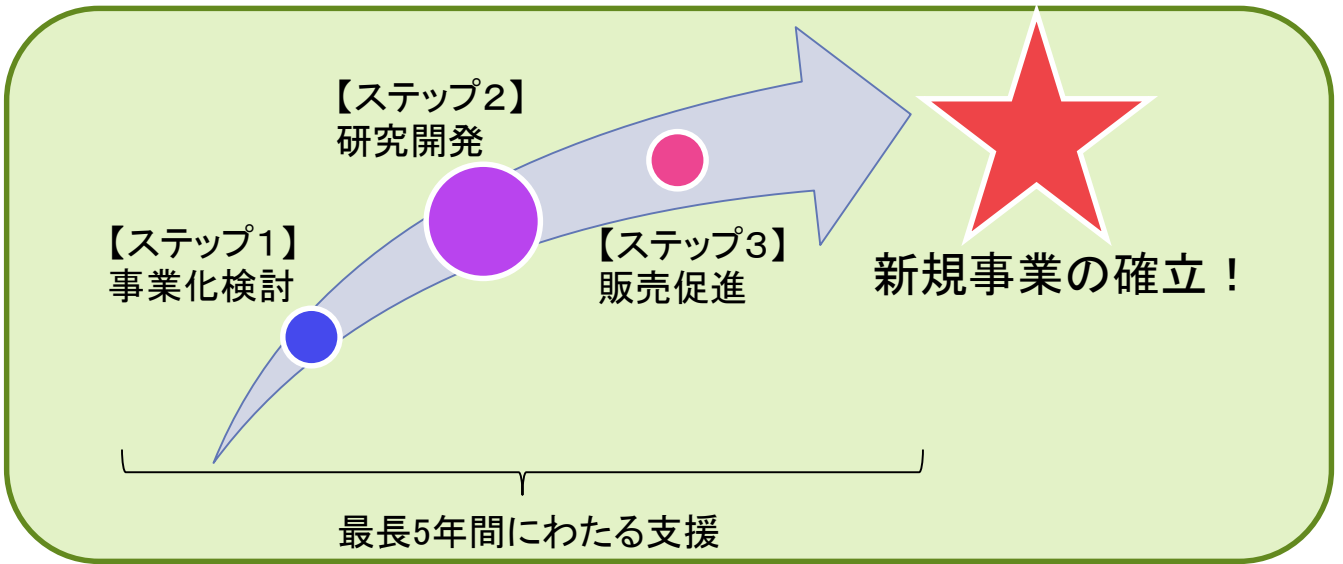 【ステップ1】
事業化検討
【ステップ2】
研究開発
【ステップ3】
販売促進
新規事業の確立！
最長5年間にわたる支援